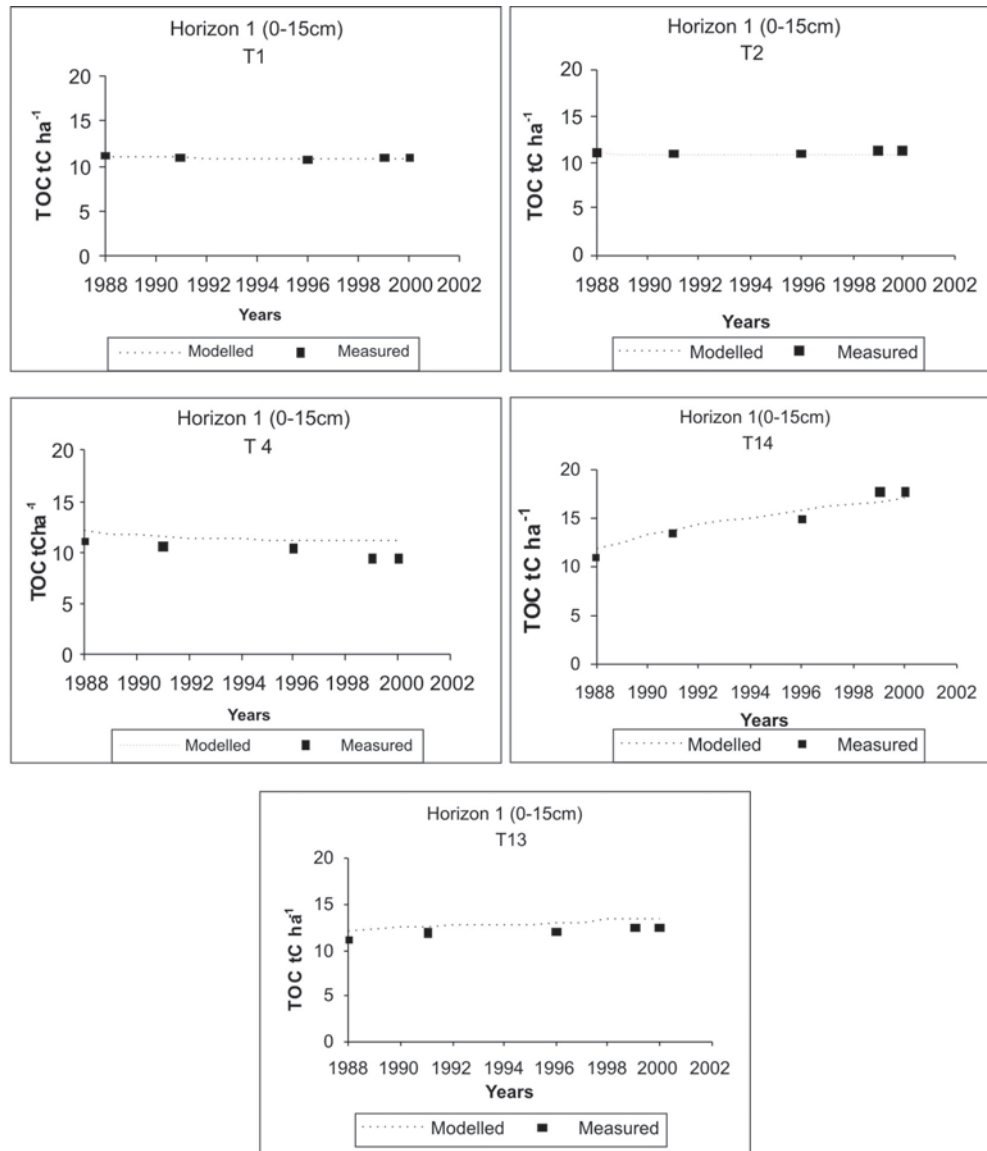 Horizon 1 (0-15cm)
T1
TOC tC ha⁻¹
20
15
10
5
0
1988 1990 1992 1994 1996 1998 2000 2002
Years
Modelled Measured
Horizon 1 (0-15cm)
T2
TOC tC ha⁻¹
20
15
10
5
0
1988 1990 1992 1994 1996 1998 2000 2002
Years
Modelled Measured
Horizon 1 (0-15cm)
T 4
TOC tCha⁻¹
20
15
10
5
0
1988 1990 1992 1994 1996 1998 2000 2002
Years
Modelled Measured
Horizon 1(0-15cm)
T14
TOC tC ha⁻¹
20
15
10
5
0
1988 1990 1992 1994 1996 1998 2000 2002
Years
Modelled Measured
Horizon 1 (0-15cm)
T13
TOC tC ha⁻¹
20
15
10
5
0
1988 1990 1992 1994 1996 1998 2000 2002
Years
Modelled Measured